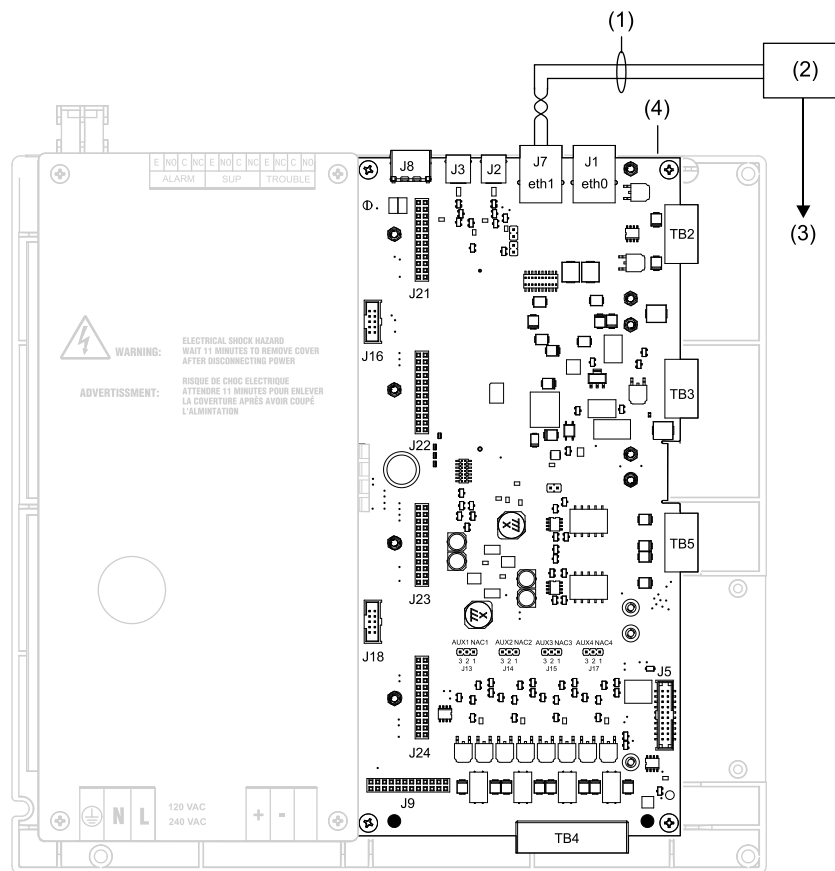 (1)
(2)
(3)
(4)
E NO C NC E NO C NC E NC C NO
ALARM SUP TROUBLE
J8
J3
J2
J7
eth1
J1
eth0
TB2
J21
J16
WARNING:
ELECTRICAL SHOCK HAZARD
WAIT 11 MINUTES TO REMOVE COVER
AFTER DISCONNECTING POWER
ADVERTISSMENT:
RISQUE DE CHOC ELECTRIQUE
ATTENDRE 11 MINUTES POUR ENLEVER
LA COVERTURE APRÈS AVOIR COUPÉ
L'ALMINTATION
TB3
J22
X
TB5
J23
X
J18
AUX1 NAC1 AUX2 NAC2 AUX3 NAC3 AUX4 NAC4
3 2 1 3 2 1 3 2 1 3 2 1
J13 J14 J15 J17
J5
J24
J9
N L
120 VAC
240 VAC
+ -
TB4